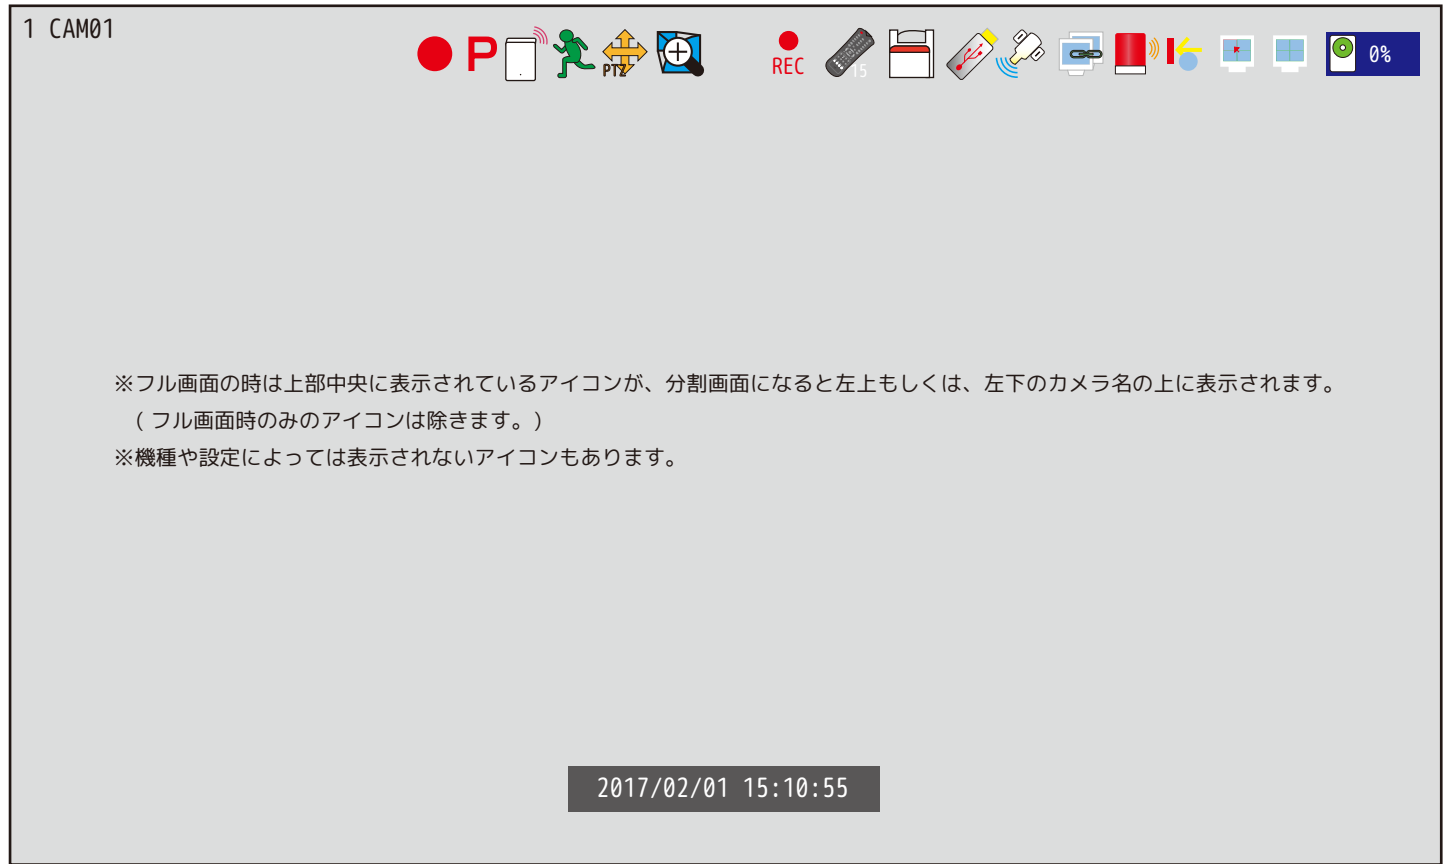 1 CAM01
P
PTZ
REC
15
0%
※フル画面の時は上部中央に表示されているアイコンが、分割画面になると左上もしくは、左下のカメラ名の上に表示されます。
( フル画面時のみのアイコンは除きます。)
※機種や設定によっては表示されないアイコンもあります。
2017/02/01 15:10:55